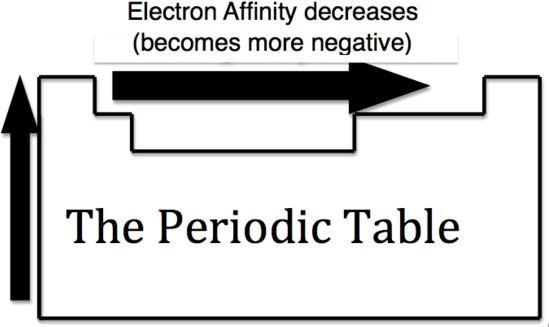 Electron Affinity decreases
(becomes more negative)
The Periodic Table